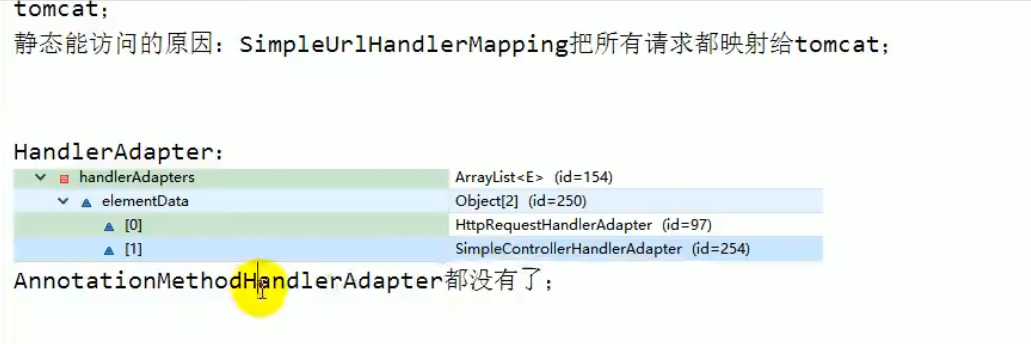 tomcat；
静态能访问的原因：SimpleUrlHandlerMapping把所有请求都映射给tomcat；
HandlerAdapter：
handlerAdapters ArrayList<E> (id=154)
elementData Object[2] (id=250)
[0] HttpRequestHandlerAdapter (id=97)
[1] SimpleControllerHandlerAdapter (id=254)
AnnotationMethodHandlerAdapter都没有了；